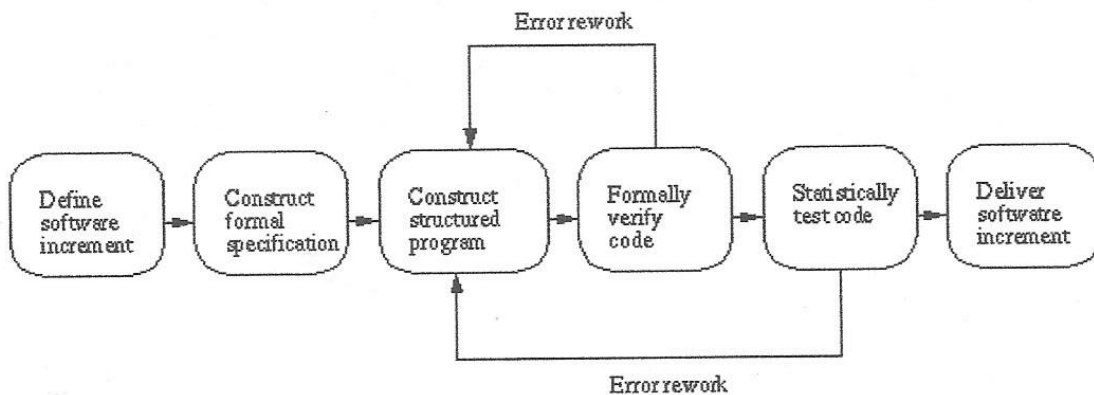 Error rework
Define
software
increment
Construct
formal
specification
Construct
structured
program
Formally
verify
code
Statistically
test code
Deliver
softwatre
increment
Error rework